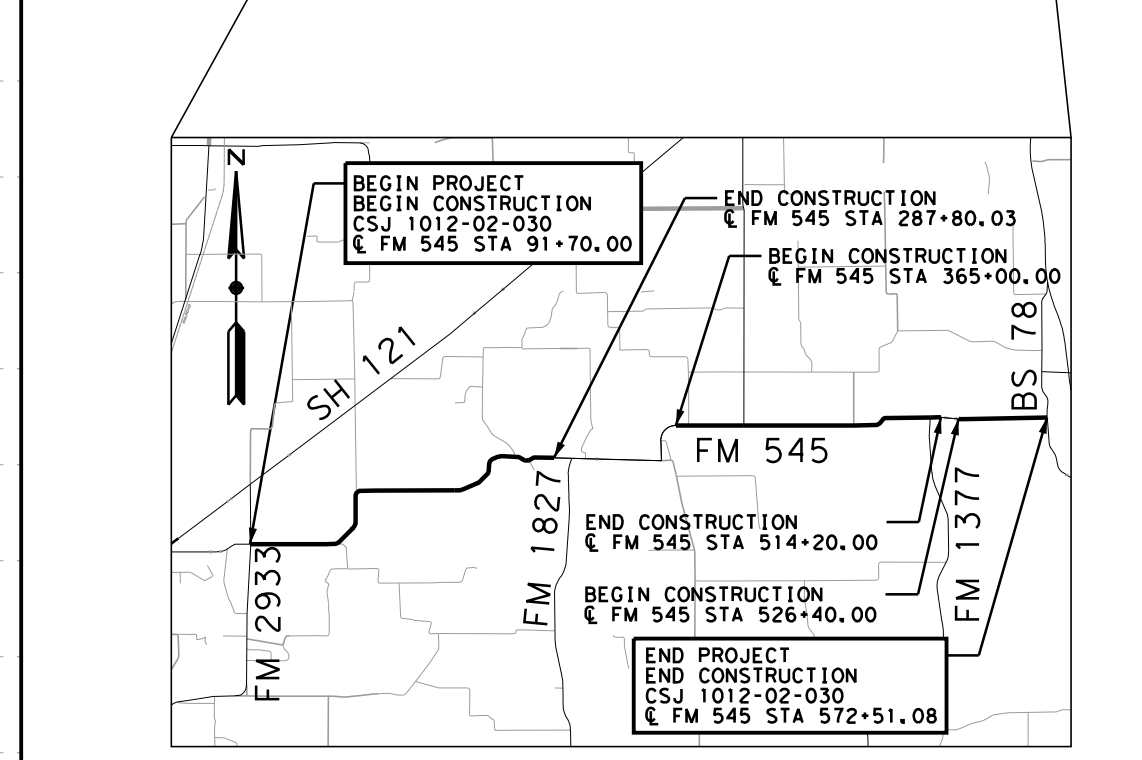 N
BEGIN PROJECT
BEGIN CONSTRUCTION
CSJ 1012-02-030
℄ FM 545 STA 91+70.00
END CONSTRUCTION
℄ FM 545 STA 287+80.03
BEGIN CONSTRUCTION
℄ FM 545 STA 365+00.00
SH 121
BS 78
FM 545
FM 1827
FM 2933
END CONSTRUCTION
℄ FM 545 STA 514+20.00
FM 1377
BEGIN CONSTRUCTION
℄ FM 545 STA 526+40.00
END PROJECT
END CONSTRUCTION
CSJ 1012-02-030
℄ FM 545 STA 572+51.08